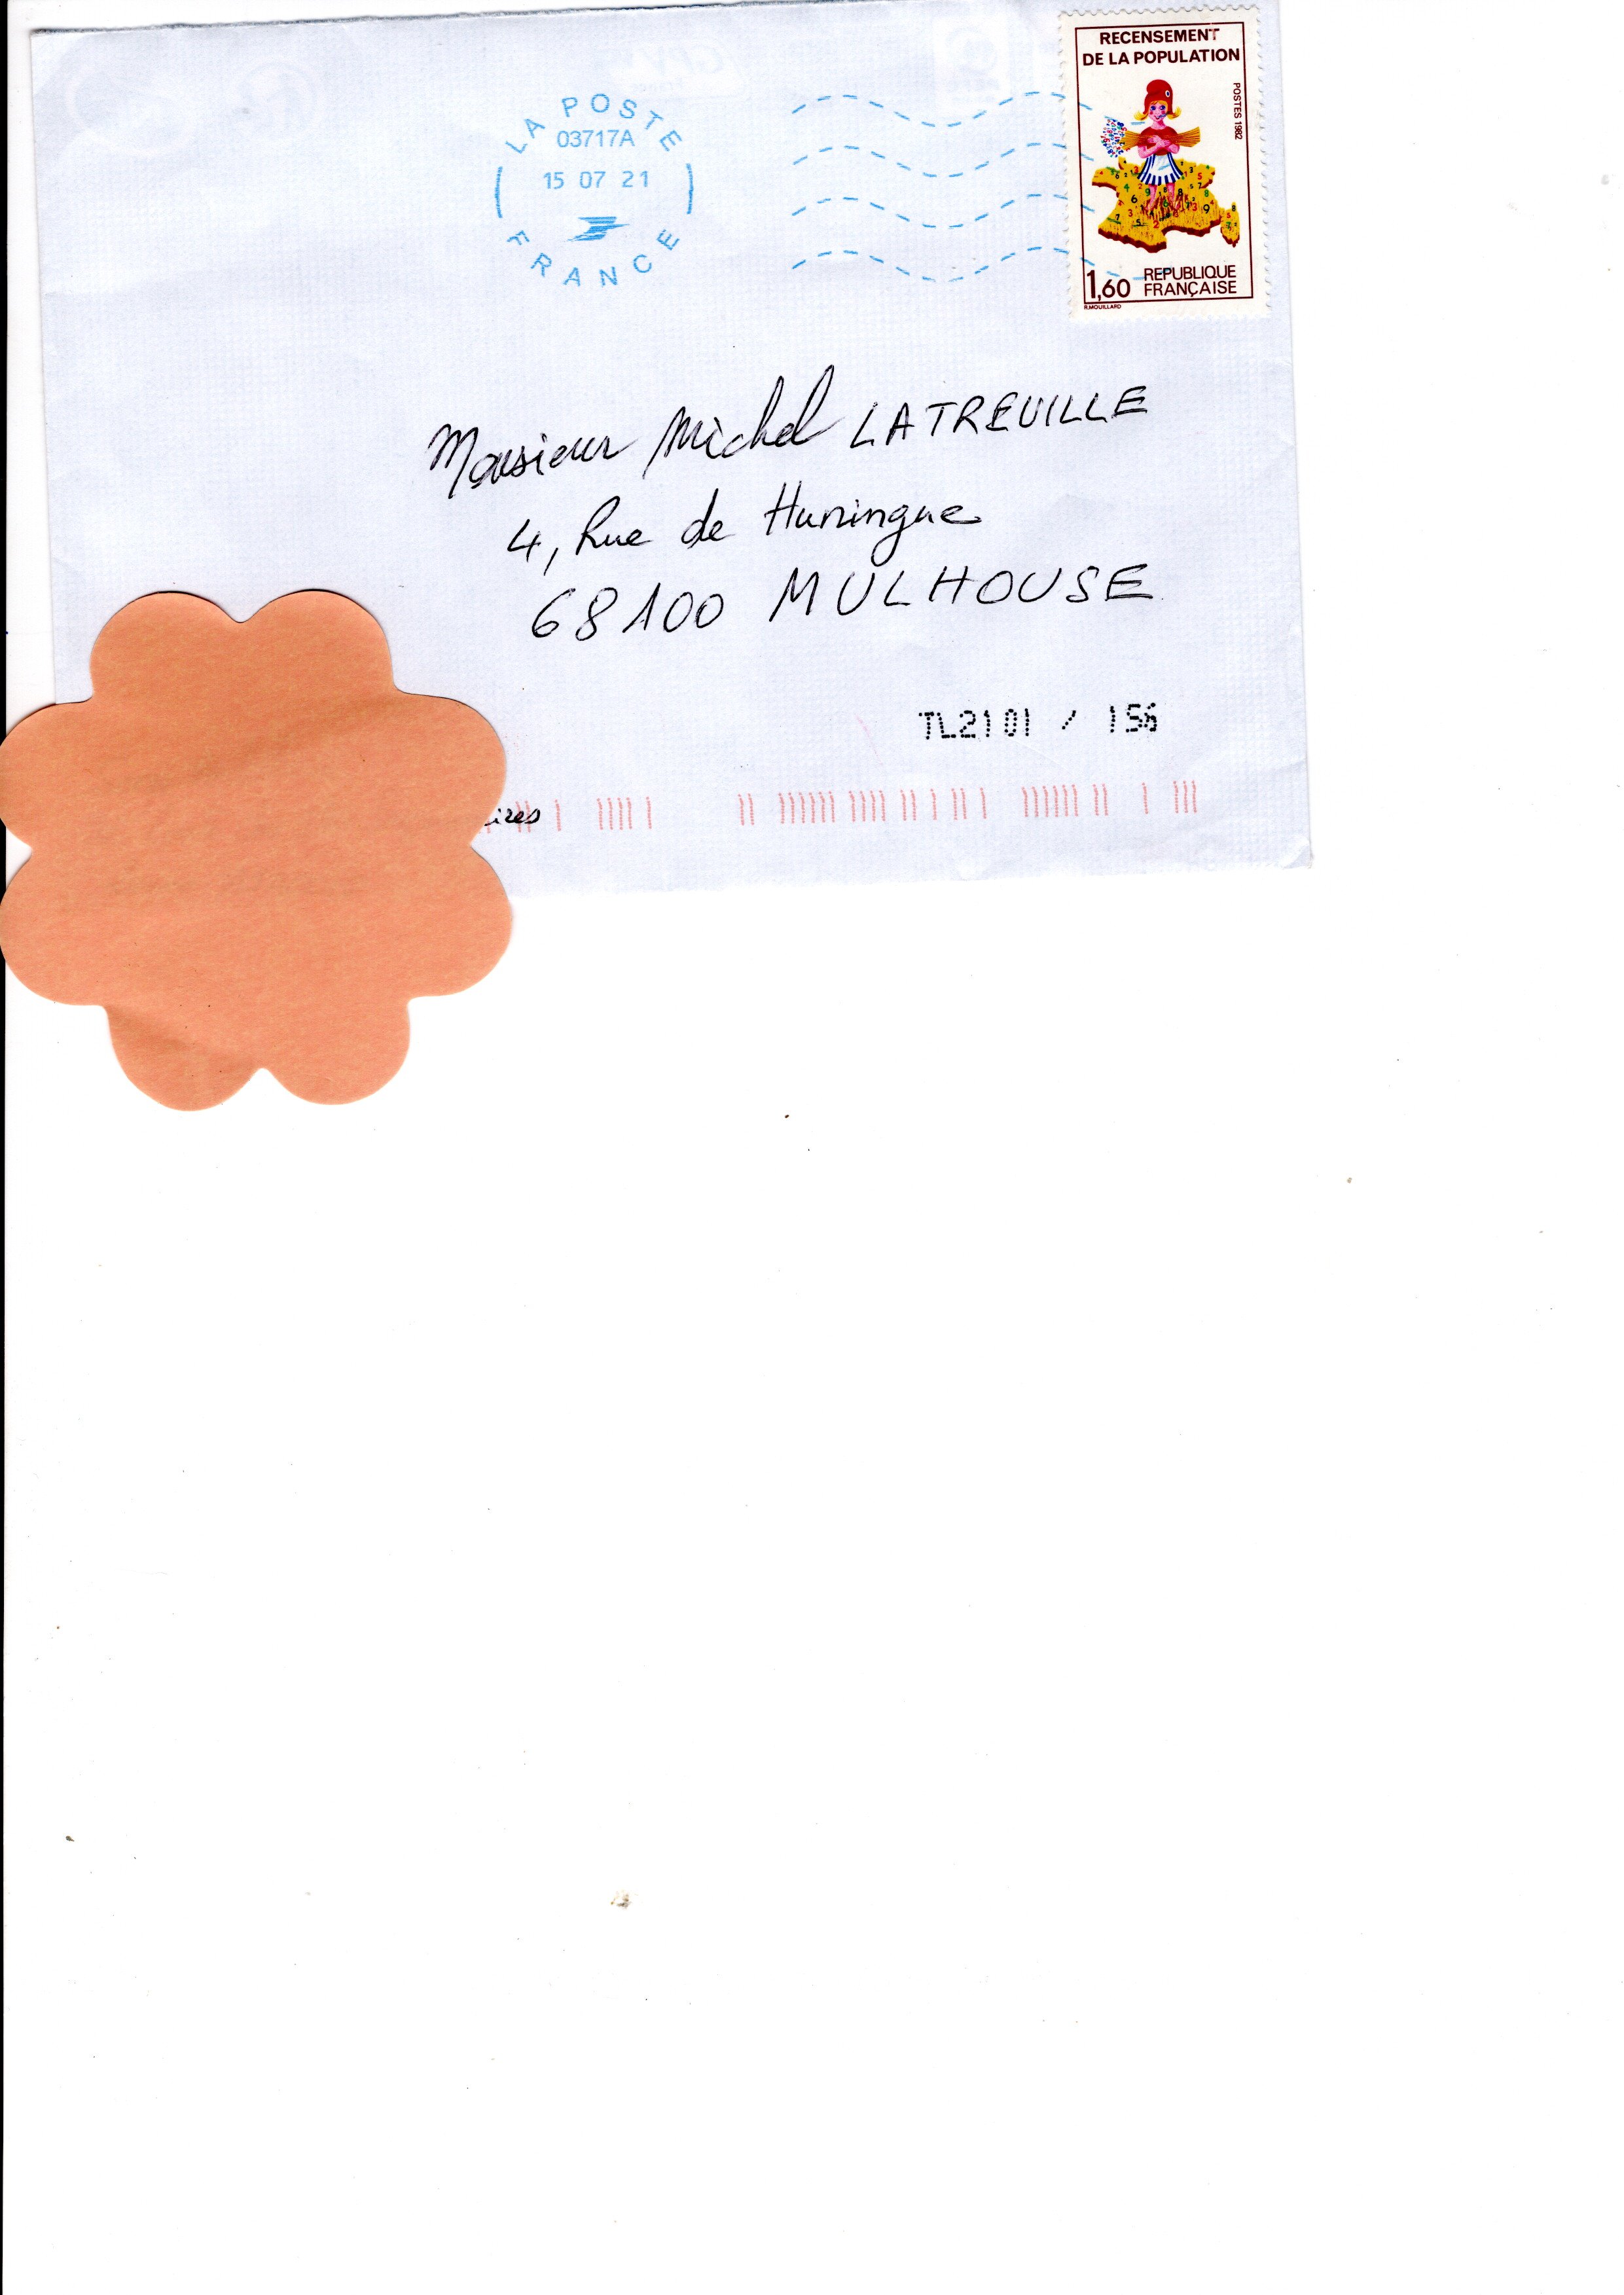 RECENSEMENT
DE LA POPULATION
POSTES 1982
1,60 REPUBLIQUE
FRANÇAISE
R.MOUILLARD
LA POSTE
03717A
15 07 21
FRANCE
Monsieur Michel LATREUILLE
4, Rue de Huningue
68100 MULHOUSE
TL2101 / 156
ires